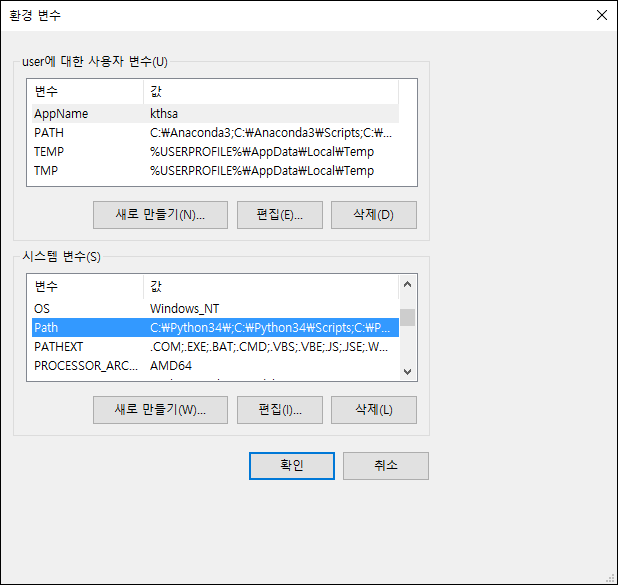 환경 변수
user에 대한 사용자 변수(U)
변수 값
AppName kthsa
PATH C:₩Anaconda3;C:₩Anaconda3₩Scripts;C:₩...
TEMP %USERPROFILE%₩AppData₩Local₩Temp
TMP %USERPROFILE%₩AppData₩Local₩Temp
새로 만들기(N)... 편집(E)... 삭제(D)
시스템 변수(S)
변수 값
OS Windows_NT
Path C:₩Python34₩;C:₩Python34₩Scripts;C:₩P...
PATHEXT .COM;.EXE;.BAT;.CMD;.VBS;.VBE;.JS;.JSE;.W...
PROCESSOR_ARC... AMD64
새로 만들기(W)... 편집(I)... 삭제(L)
확인 취소